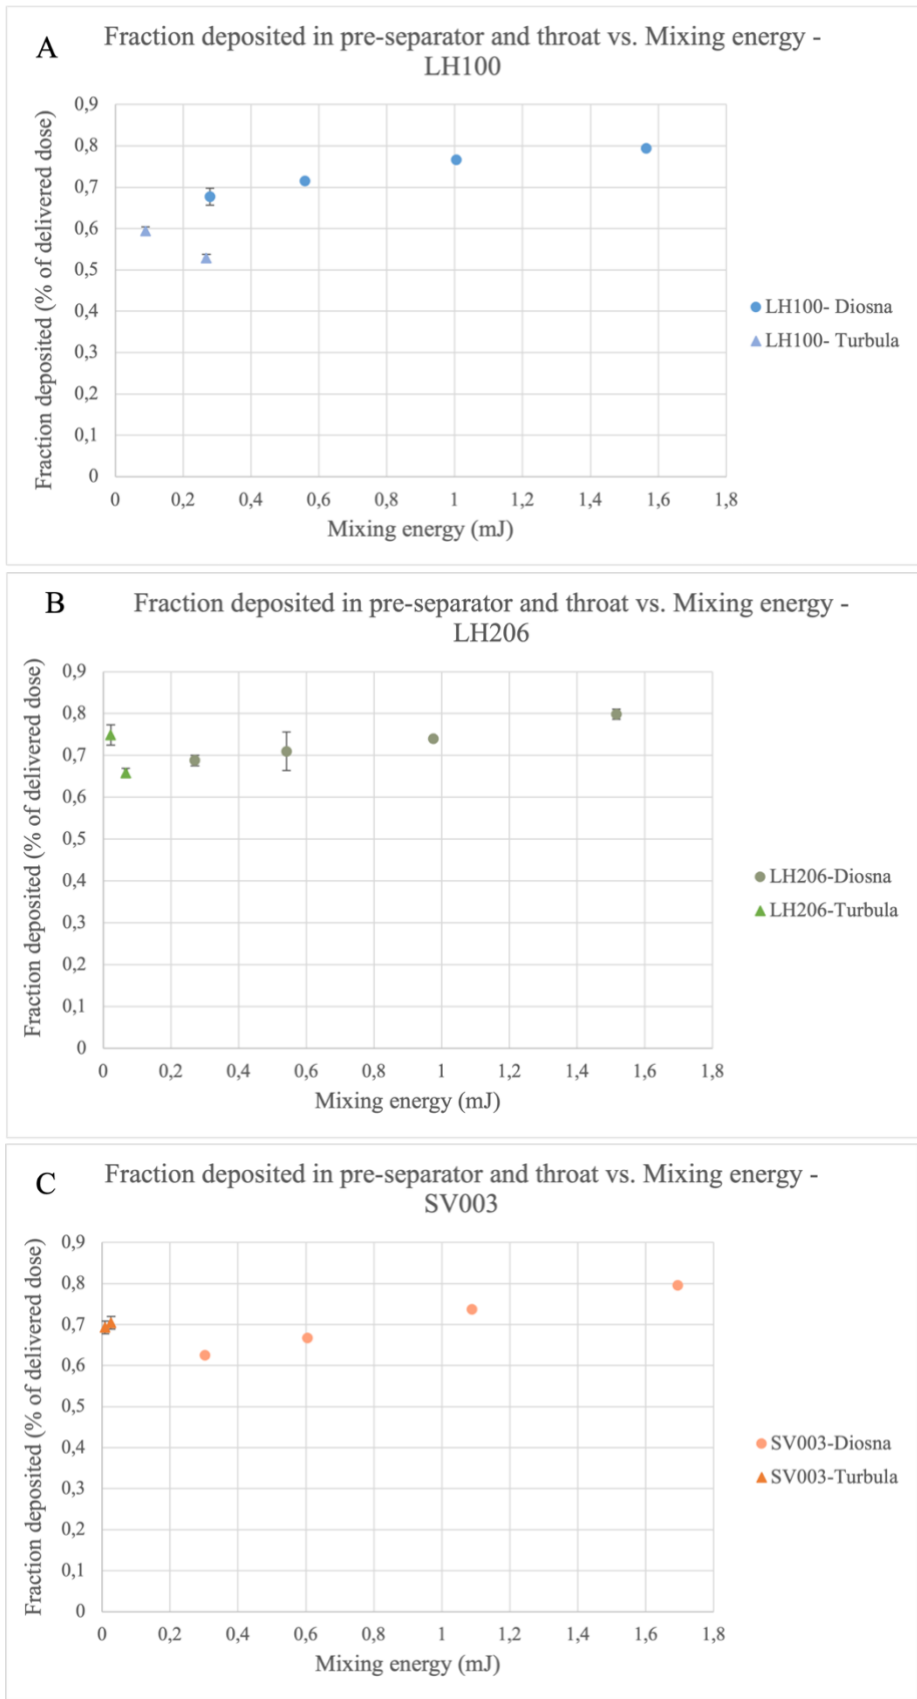 A
Fraction deposited in pre-separator and throat vs. Mixing energy -
LH100
Fraction deposited (% of delivered dose)
0,9
0,8
0,7
0,6
0,5
0,4
0,3
0,2
0,1
0
0 0,2 0,4 0,6 0,8 1 1,2 1,4 1,6 1,8
Mixing energy (mJ)
LH100- Diosna
LH100- Turbula
B
Fraction deposited in pre-separator and throat vs. Mixing energy -
LH206
Fraction deposited (% of delivered dose)
0,9
0,8
0,7
0,6
0,5
0,4
0,3
0,2
0,1
0
0 0,2 0,4 0,6 0,8 1 1,2 1,4 1,6 1,8
Mixing energy (mJ)
LH206-Diosna
LH206-Turbula
C
Fraction deposited in pre-separator and throat vs. Mixing energy -
SV003
Fraction deposited (% of delivered dose)
0,9
0,8
0,7
0,6
0,5
0,4
0,3
0,2
0,1
0
0 0,2 0,4 0,6 0,8 1 1,2 1,4 1,6 1,8
Mixing energy (mJ)
SV003-Diosna
SV003-Turbula